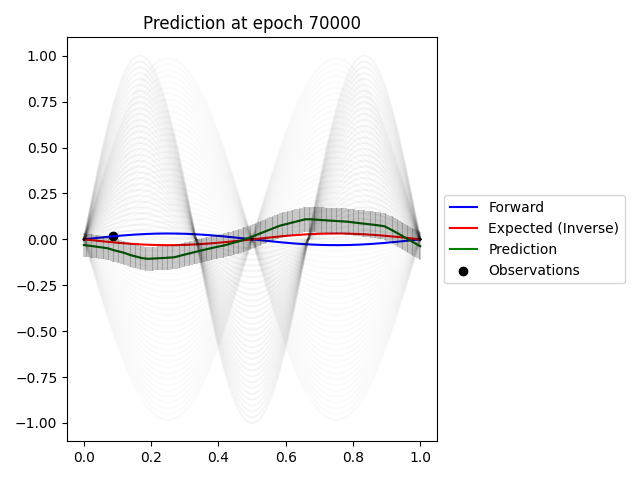 Prediction at epoch 70000
1.00
0.75
0.50
0.25
0.00
−0.25
−0.50
−0.75
−1.00
0.0 0.2 0.4 0.6 0.8 1.0
Forward
Expected (Inverse)
Prediction
Observations